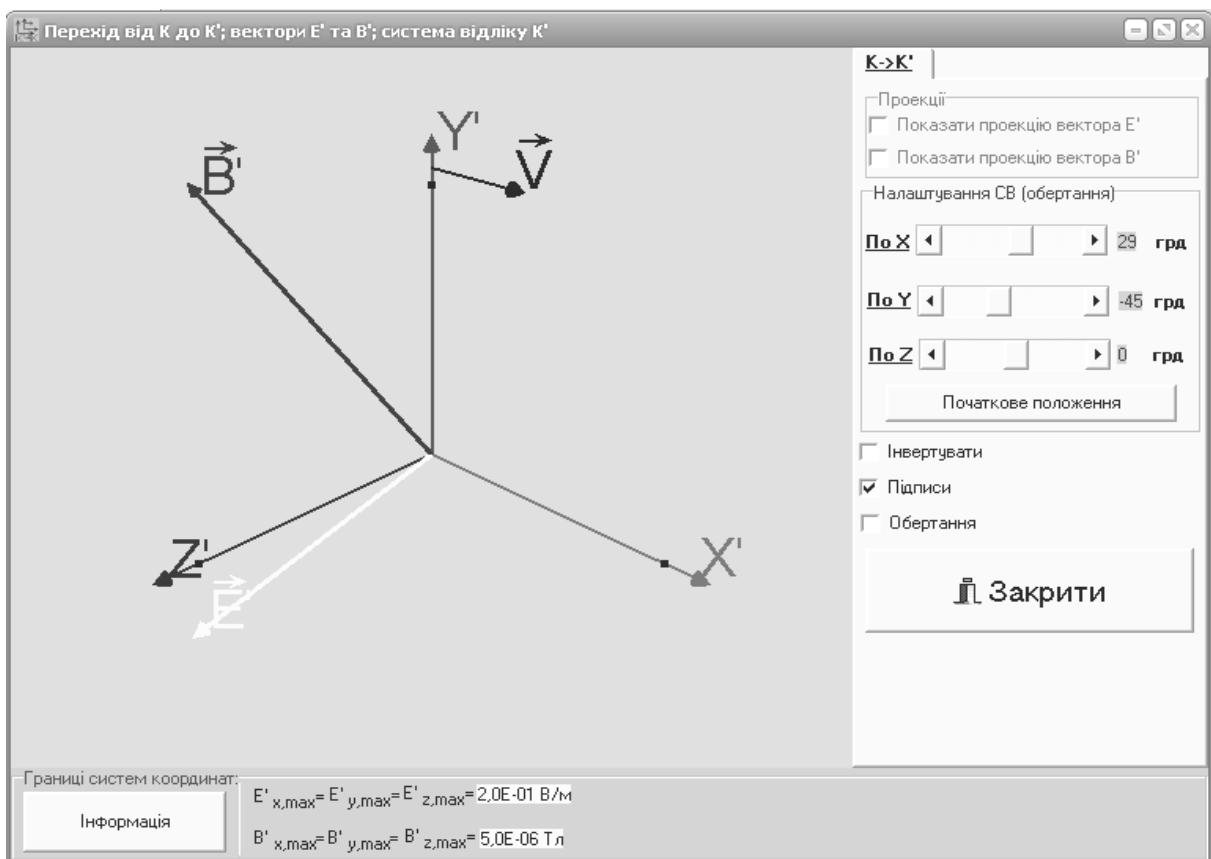 Перехід від K до K'; вектори E' та B'; система відліку K'
K->K'
Проекції
Показати проекцію вектора E'
Показати проекцію вектора B'
Налаштування СВ (обертання)
По X 29 грд
По Y -45 грд
По Z 0 грд
Початкове положення
Інвертувати
Підписи
Обертання
Закрити
Y'
V
B'
Z'
E'
X'
Границі систем координат:
Інформація
E' x,max= E' y,max= E' z,max= 2,0E-01 В/м
B' x,max= B' y,max= B' z,max= 5,0E-06 Тл